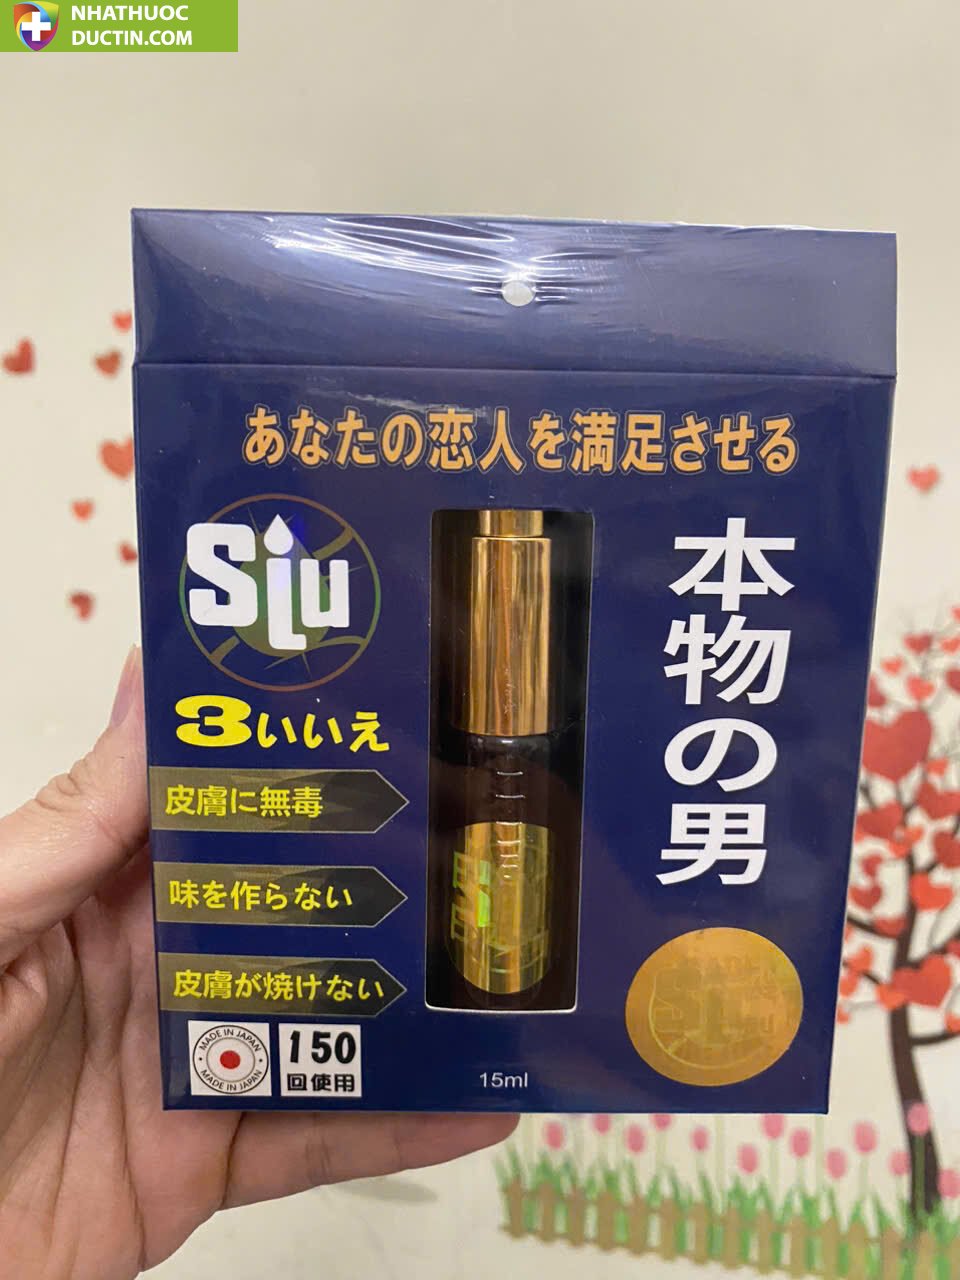 NHATHUOC
DUCTIN.COM
あなたの恋人を満足させる
Siu
本物の男
3いいえ
皮膚に無毒
味を作らない
皮膚が焼けない
MADE IN JAPAN
MADE IN JAPAN
150
回使用
15ml